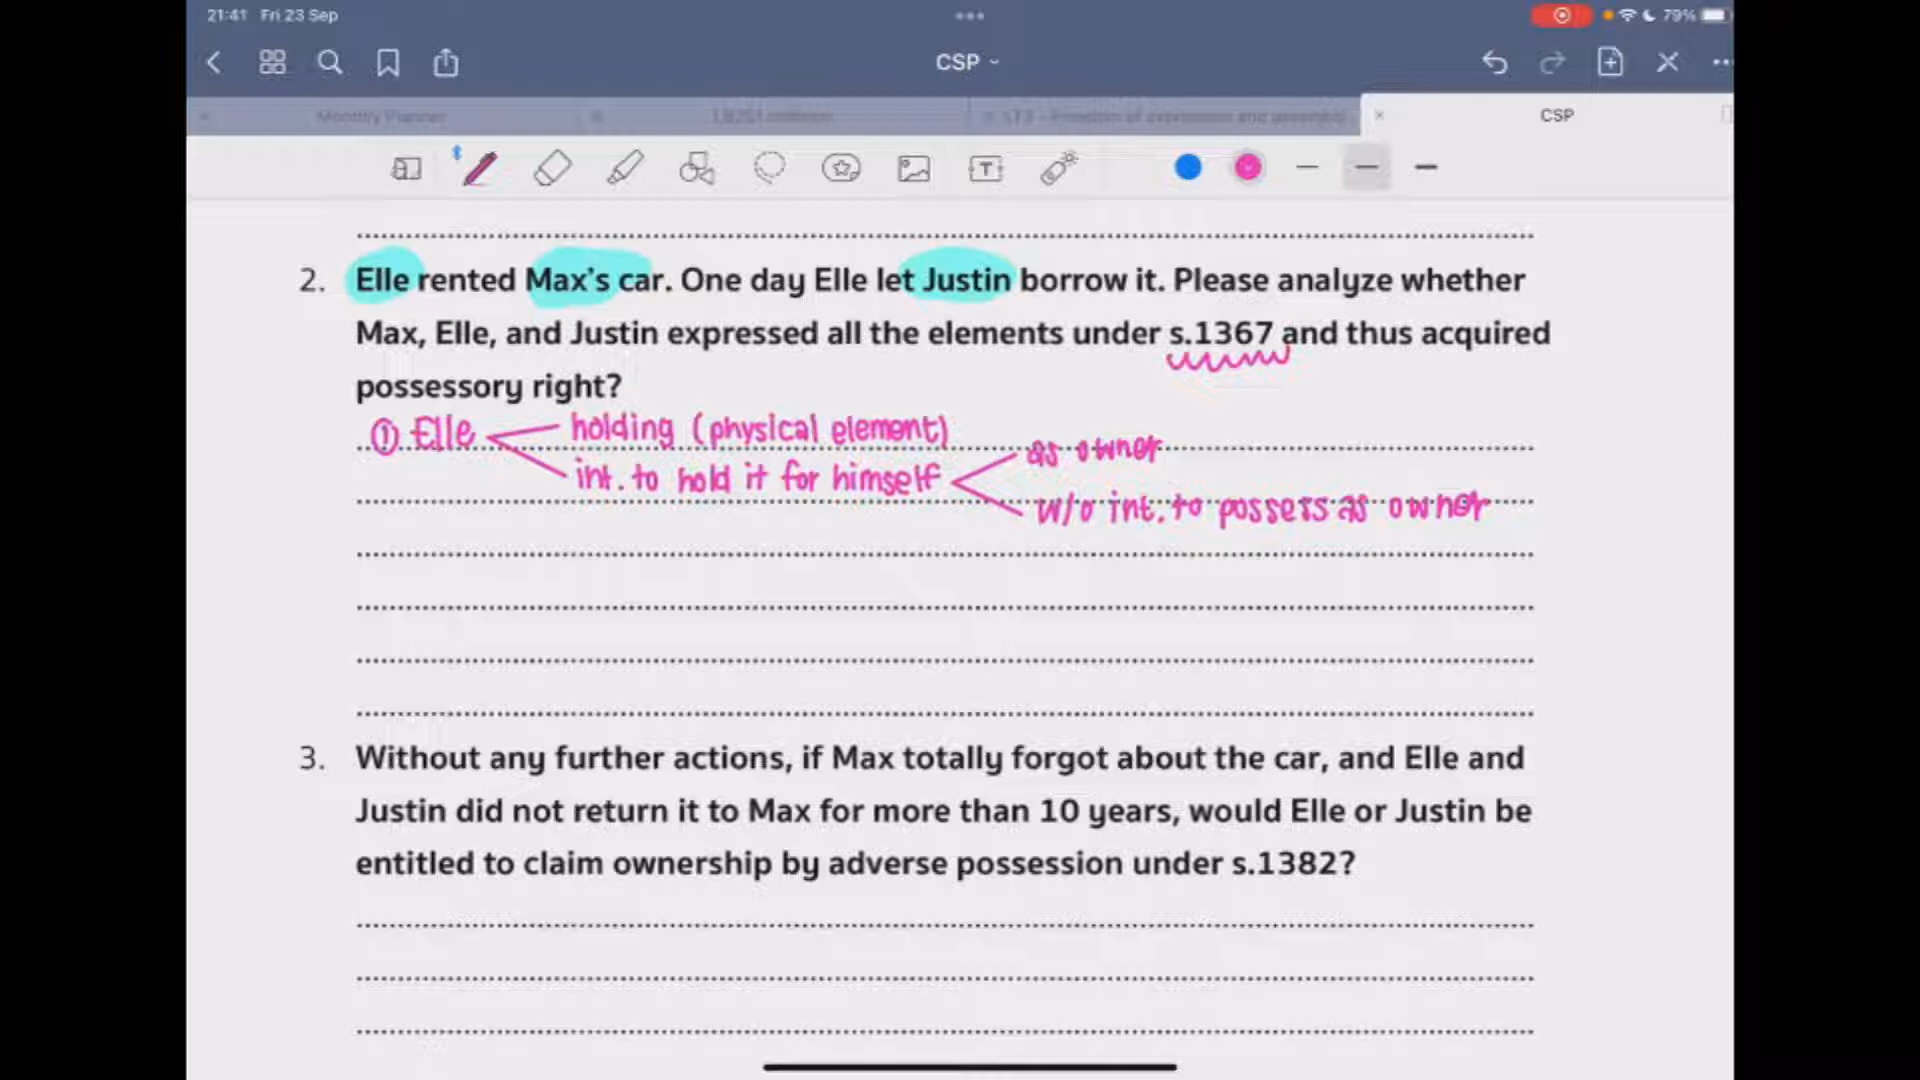 21:41 Fri 23 Sep
79%
CSP
Monthly Planner
CSP
2. Elle rented Max's car. One day Elle let Justin borrow it. Please analyze whether
Max, Elle, and Justin expressed all the elements under s.1367 and thus acquired
possessory right?
① Elle
holding (physical element)
int. to hold it for himself
as owner
w/o int. to possess as owner
3. Without any further actions, if Max totally forgot about the car, and Elle and
Justin did not return it to Max for more than 10 years, would Elle or Justin be
entitled to claim ownership by adverse possession under s.1382?